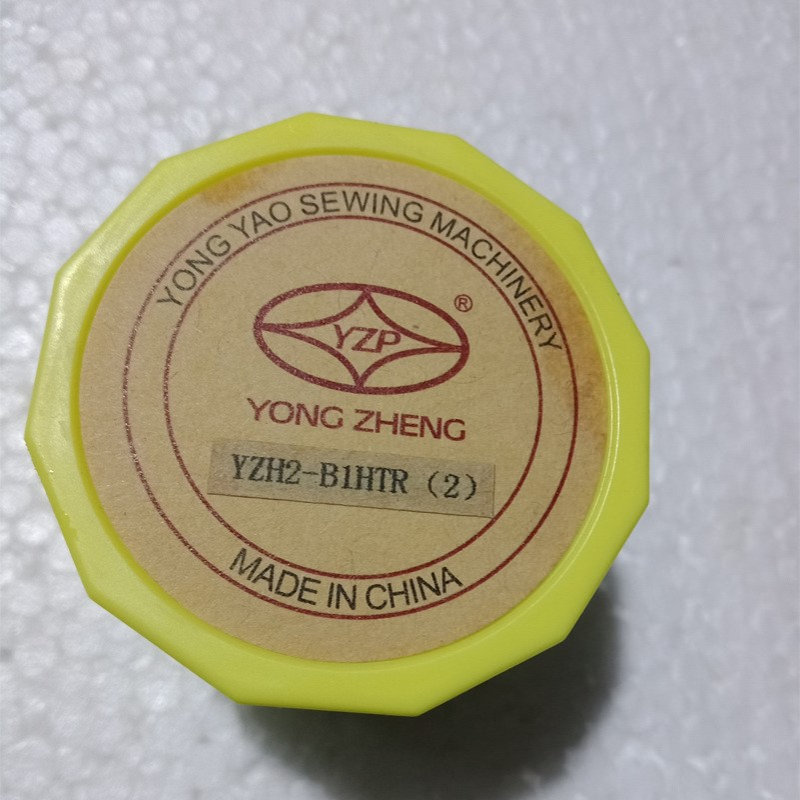 YONG YAO SEWING MACHINERY
YZP ®
YONG ZHENG
YZH2-B1HTR (2)
MADE IN CHINA